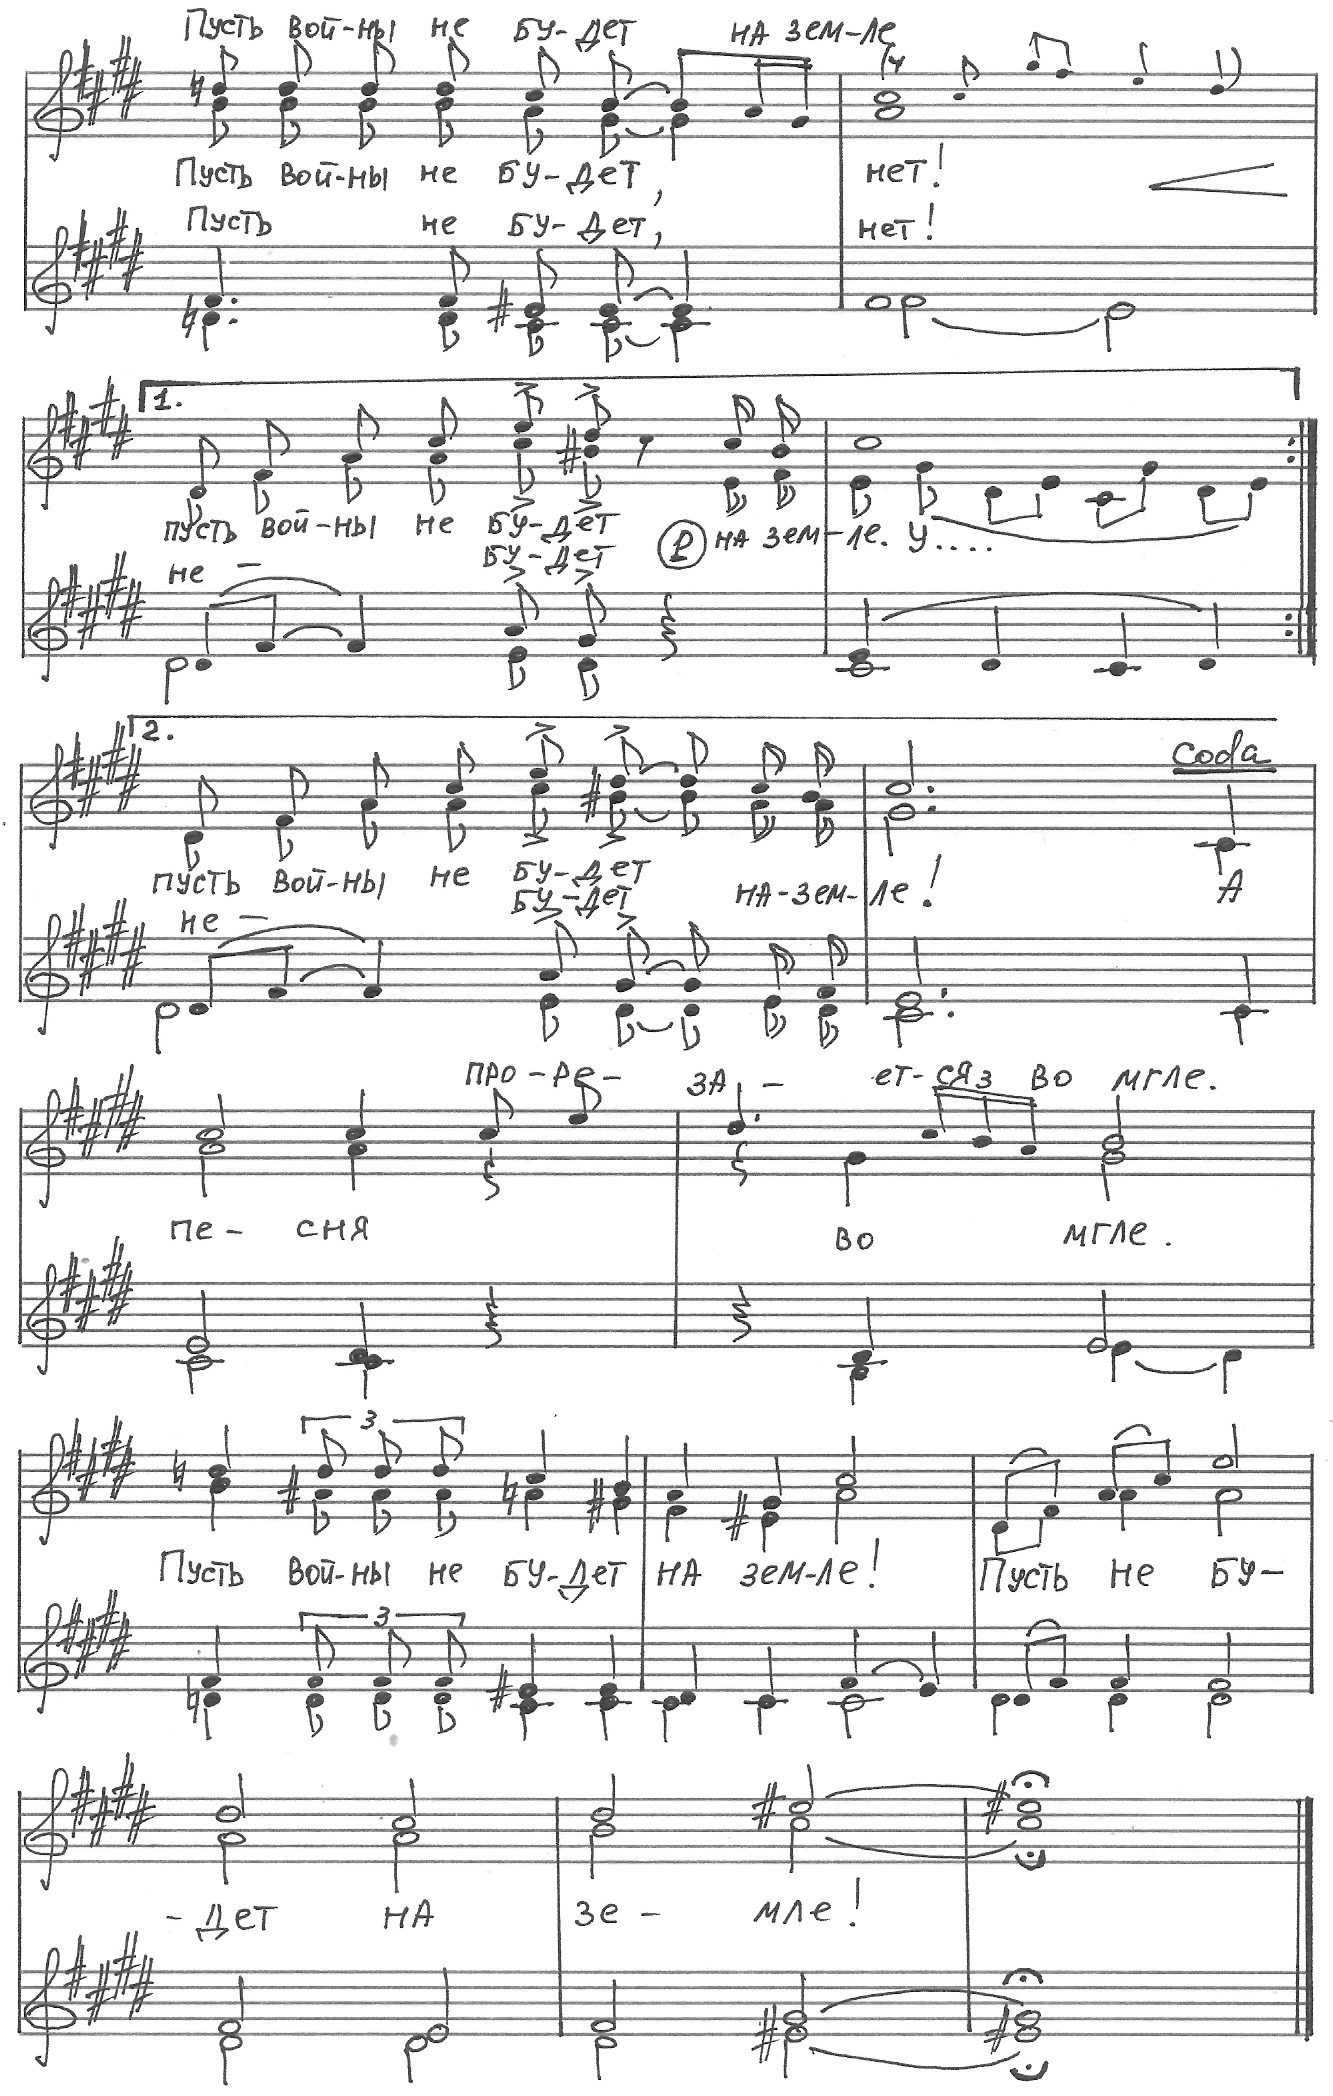 Пусть вой-ны не бу-дет на зем-ле
Пусть вой-ны не бу-дет, нет!
Пусть не бу-дет, нет!
1.
пусть вой-ны не бу-дет на зем-ле. у....
бу-дет
не -
2.
coda
пусть вой-ны не бу-дет на-зем-ле! А
бу-дет
не -
про-ре- за - ет-ся во мгле.
пе- сня во мгле.
3
Пусть вой-ны не бу-дет на зем-ле! Пусть не бу-
3
-дет на зе- мле!